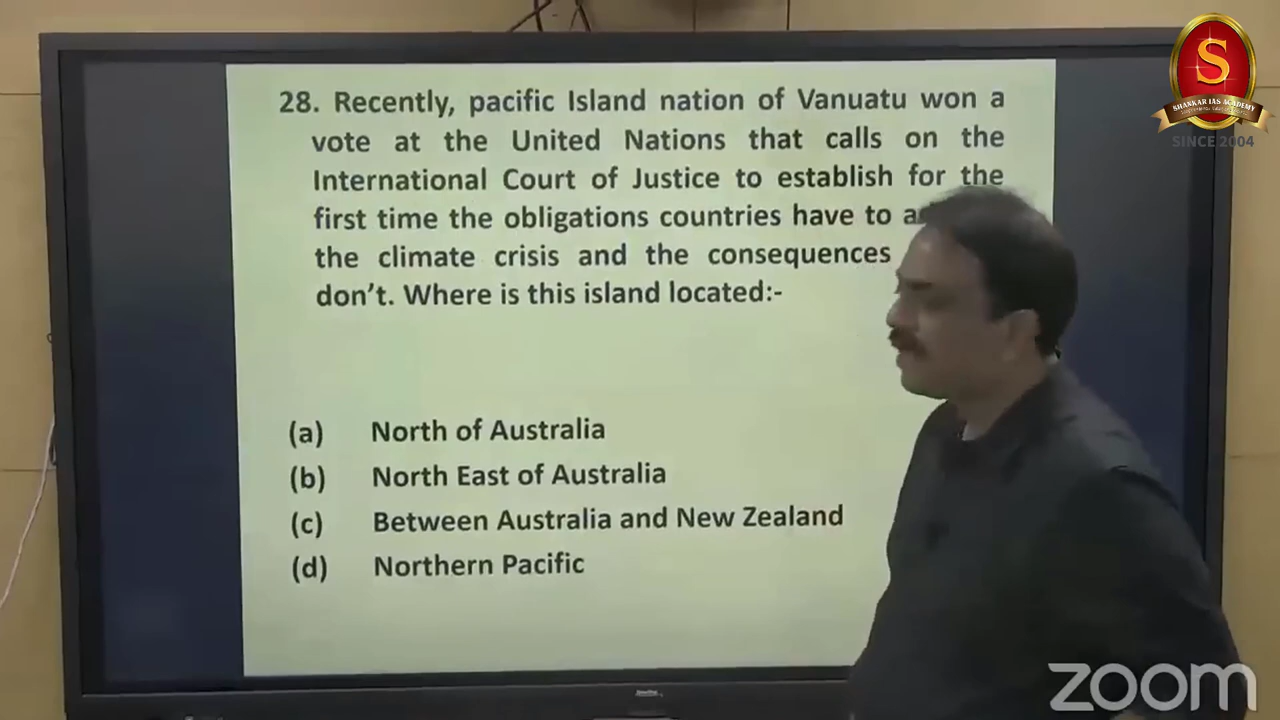 28. Recently, pacific Island nation of Vanuatu won a
vote at the United Nations that calls on the
International Court of Justice to establish for the
first time the obligations countries have to
the climate crisis and the consequences
don't. Where is this island located:-
(a) North of Australia
(b) North East of Australia
(c) Between Australia and New Zealand
(d) Northern Pacific
S
SHANKAR IAS ACADEMY
SINCE 2004
zoom